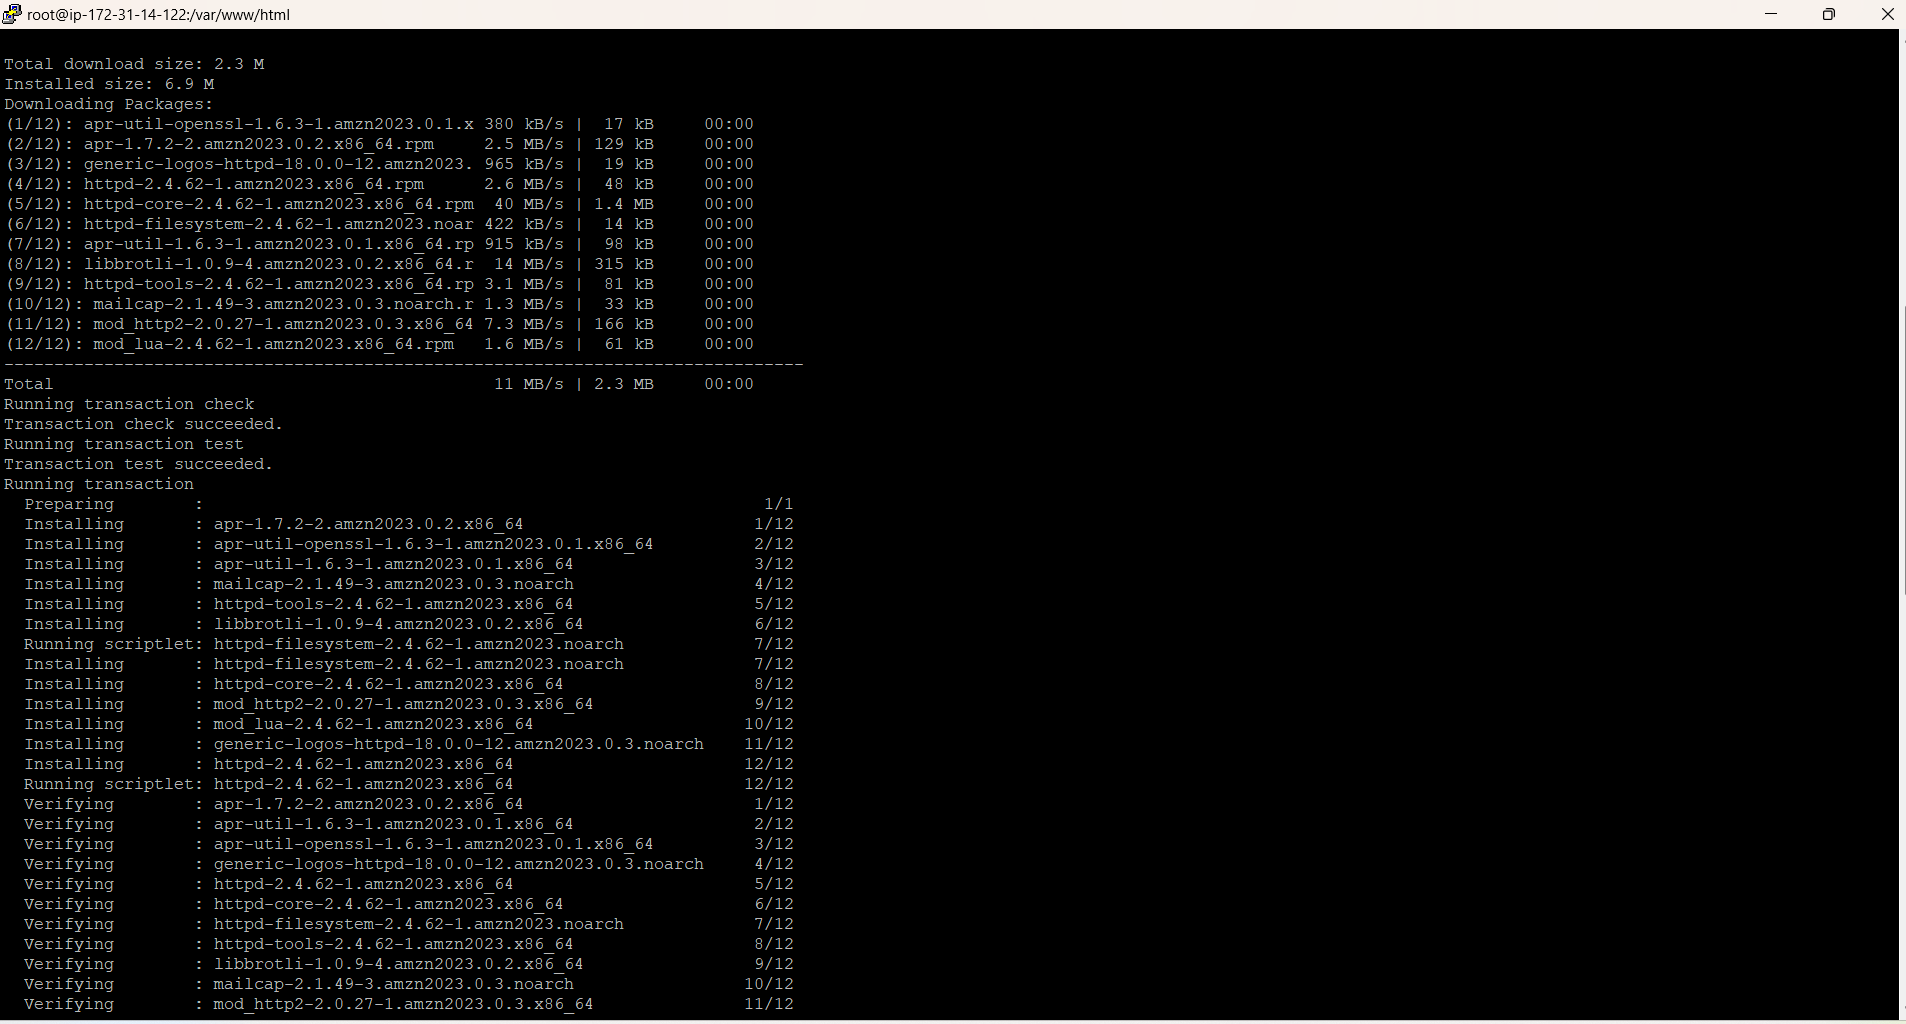 root@ip-172-31-14-122:/var/www/html
Total download size: 2.3 M
Installed size: 6.9 M
Downloading Packages:
(1/12): apr-util-openssl-1.6.3-1.amzn2023.0.1.x 380 kB/s |  17 kB     00:00
(2/12): apr-1.7.2-2.amzn2023.0.2.x86_64.rpm     2.5 MB/s | 129 kB     00:00
(3/12): generic-logos-httpd-18.0.0-12.amzn2023. 965 kB/s |  19 kB     00:00
(4/12): httpd-2.4.62-1.amzn2023.x86_64.rpm      2.6 MB/s |  48 kB     00:00
(5/12): httpd-core-2.4.62-1.amzn2023.x86_64.rpm  40 MB/s | 1.4 MB     00:00
(6/12): httpd-filesystem-2.4.62-1.amzn2023.noar 422 kB/s |  14 kB     00:00
(7/12): apr-util-1.6.3-1.amzn2023.0.1.x86_64.rp 915 kB/s |  98 kB     00:00
(8/12): libbrotli-1.0.9-4.amzn2023.0.2.x86_64.r  14 MB/s | 315 kB     00:00
(9/12): httpd-tools-2.4.62-1.amzn2023.x86_64.rp 3.1 MB/s |  81 kB     00:00
(10/12): mailcap-2.1.49-3.amzn2023.0.3.noarch.r 1.3 MB/s |  33 kB     00:00
(11/12): mod_http2-2.0.27-1.amzn2023.0.3.x86_64 7.3 MB/s | 166 kB     00:00
(12/12): mod_lua-2.4.62-1.amzn2023.x86_64.rpm   1.6 MB/s |  61 kB     00:00
--------------------------------------------------------------------------------
Total                                            11 MB/s | 2.3 MB     00:00
Running transaction check
Transaction check succeeded.
Running transaction test
Transaction test succeeded.
Running transaction
  Preparing        :                                                        1/1
  Installing       : apr-1.7.2-2.amzn2023.0.2.x86_64                       1/12
  Installing       : apr-util-openssl-1.6.3-1.amzn2023.0.1.x86_64          2/12
  Installing       : apr-util-1.6.3-1.amzn2023.0.1.x86_64                  3/12
  Installing       : mailcap-2.1.49-3.amzn2023.0.3.noarch                  4/12
  Installing       : httpd-tools-2.4.62-1.amzn2023.x86_64                  5/12
  Installing       : libbrotli-1.0.9-4.amzn2023.0.2.x86_64                 6/12
  Running scriptlet: httpd-filesystem-2.4.62-1.amzn2023.noarch             7/12
  Installing       : httpd-filesystem-2.4.62-1.amzn2023.noarch             7/12
  Installing       : httpd-core-2.4.62-1.amzn2023.x86_64                   8/12
  Installing       : mod_http2-2.0.27-1.amzn2023.0.3.x86_64                9/12
  Installing       : mod_lua-2.4.62-1.amzn2023.x86_64                     10/12
  Installing       : generic-logos-httpd-18.0.0-12.amzn2023.0.3.noarch    11/12
  Installing       : httpd-2.4.62-1.amzn2023.x86_64                       12/12
  Running scriptlet: httpd-2.4.62-1.amzn2023.x86_64                       12/12
  Verifying        : apr-1.7.2-2.amzn2023.0.2.x86_64                       1/12
  Verifying        : apr-util-1.6.3-1.amzn2023.0.1.x86_64                  2/12
  Verifying        : apr-util-openssl-1.6.3-1.amzn2023.0.1.x86_64          3/12
  Verifying        : generic-logos-httpd-18.0.0-12.amzn2023.0.3.noarch     4/12
  Verifying        : httpd-2.4.62-1.amzn2023.x86_64                        5/12
  Verifying        : httpd-core-2.4.62-1.amzn2023.x86_64                   6/12
  Verifying        : httpd-filesystem-2.4.62-1.amzn2023.noarch             7/12
  Verifying        : httpd-tools-2.4.62-1.amzn2023.x86_64                  8/12
  Verifying        : libbrotli-1.0.9-4.amzn2023.0.2.x86_64                 9/12
  Verifying        : mailcap-2.1.49-3.amzn2023.0.3.noarch                 10/12
  Verifying        : mod_http2-2.0.27-1.amzn2023.0.3.x86_64               11/12